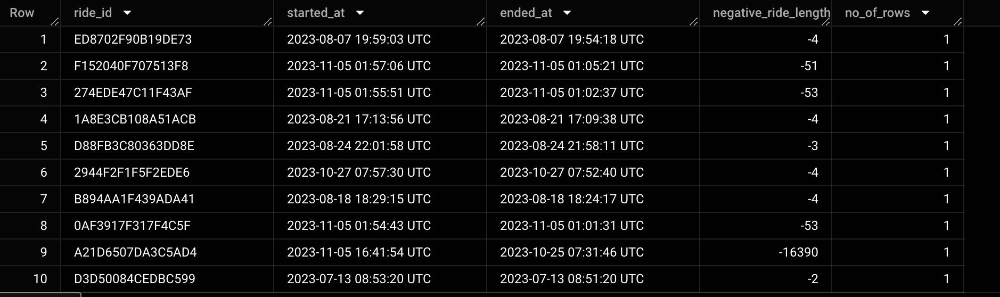 Row ride_id started_at ended_at negative_ride_length no_of_rows
1 ED8702F90B19DE73 2023-08-07 19:59:03 UTC 2023-08-07 19:54:18 UTC -4 1
2 F152040F707513F8 2023-11-05 01:57:06 UTC 2023-11-05 01:05:21 UTC -51 1
3 274EDE47C11F43AF 2023-11-05 01:55:51 UTC 2023-11-05 01:02:37 UTC -53 1
4 1A8E3CB108A51ACB 2023-08-21 17:13:56 UTC 2023-08-21 17:09:38 UTC -4 1
5 D88FB3C80363DD8E 2023-08-24 22:01:58 UTC 2023-08-24 21:58:11 UTC -3 1
6 2944F2F1F5F2EDE6 2023-10-27 07:57:30 UTC 2023-10-27 07:52:40 UTC -4 1
7 B894AA1F439ADA41 2023-08-18 18:29:15 UTC 2023-08-18 18:24:17 UTC -4 1
8 0AF3917F317F4C5F 2023-11-05 01:54:43 UTC 2023-11-05 01:01:31 UTC -53 1
9 A21D6507DA3C5AD4 2023-11-05 16:41:54 UTC 2023-10-25 07:31:46 UTC -16390 1
10 D3D50084CEDBC599 2023-07-13 08:53:20 UTC 2023-07-13 08:51:20 UTC -2 1